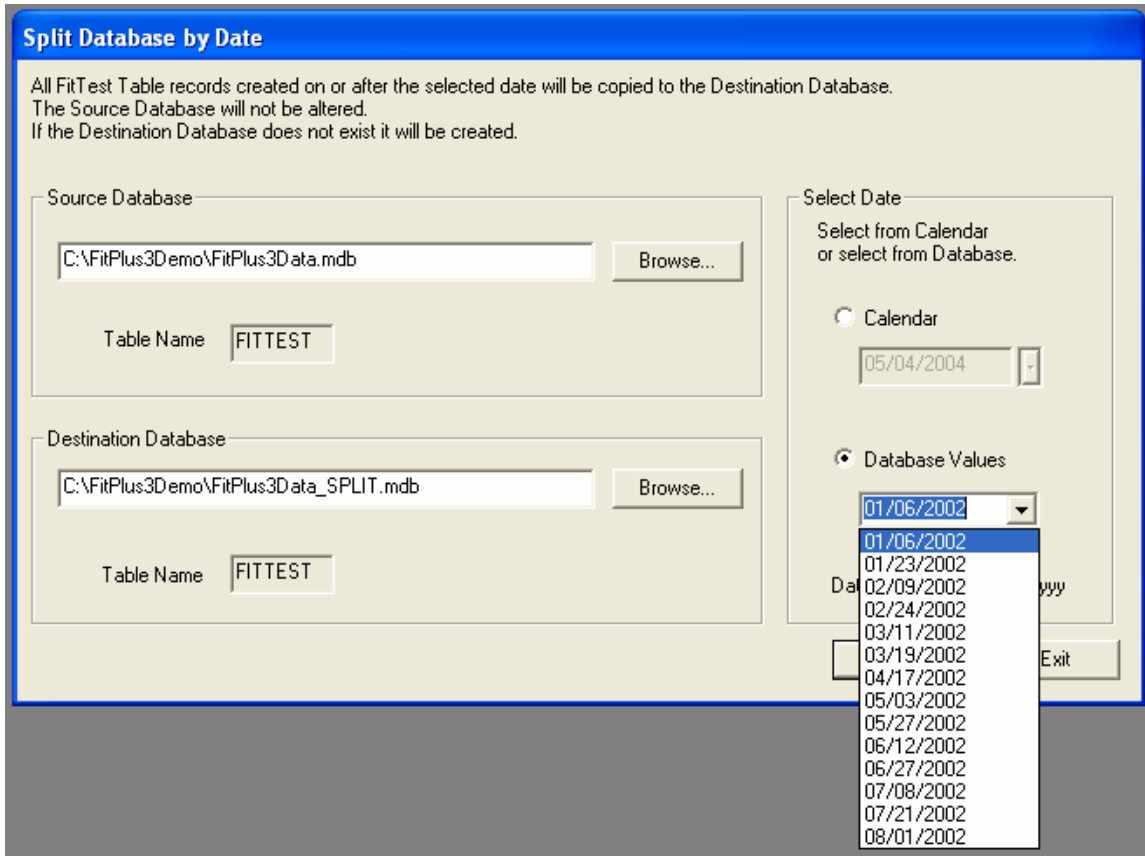 Split Database by Date
All FitTest Table records created on or after the selected date will be copied to the Destination Database.
The Source Database will not be altered.
If the Destination Database does not exist it will be created.
Source Database
C:\FitPlus3Demo\FitPlus3Data.mdb
Browse...
Table Name
FITTEST
Destination Database
C:\FitPlus3Demo\FitPlus3Data_SPLIT.mdb
Browse...
Table Name
FITTEST
Select Date
Select from Calendar
or select from Database.
Calendar
05/04/2004
Database Values
01/06/2002
01/06/2002
01/23/2002
02/09/2002
02/24/2002
03/11/2002
03/19/2002
04/17/2002
05/03/2002
05/27/2002
06/12/2002
06/27/2002
07/08/2002
07/21/2002
08/01/2002
Exit